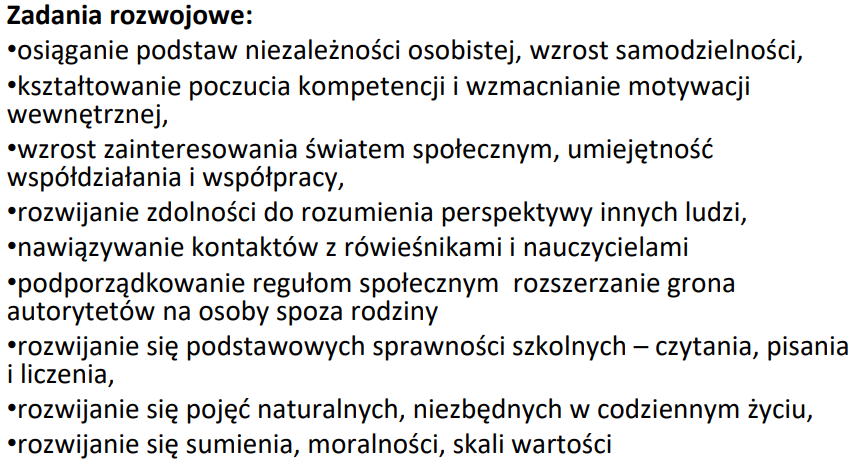 Zadania rozwojowe:
•osiąganie podstaw niezależności osobistej, wzrost samodzielności,
•kształtowanie poczucia kompetencji i wzmacnianie motywacji
wewnętrznej,
•wzrost zainteresowania światem społecznym, umiejętność
współdziałania i współpracy,
•rozwijanie zdolności do rozumienia perspektywy innych ludzi,
•nawiązywanie kontaktów z rówieśnikami i nauczycielami
•podporządkowanie regułom społecznym  rozszerzanie grona
autorytetów na osoby spoza rodziny
•rozwijanie się podstawowych sprawności szkolnych – czytania, pisania
i liczenia,
•rozwijanie się pojęć naturalnych, niezbędnych w codziennym życiu,
•rozwijanie się sumienia, moralności, skali wartości